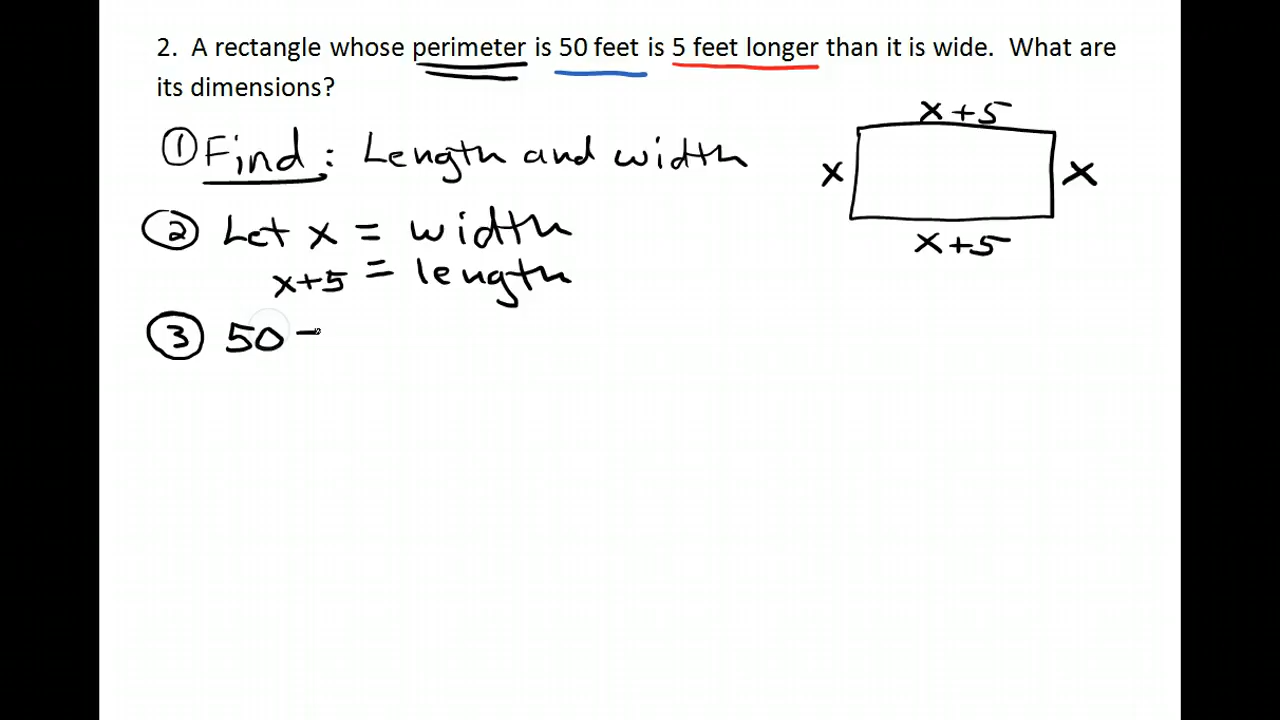 2. A rectangle whose perimeter is 50 feet is 5 feet longer than it is wide. What are
its dimensions?
x+5
① Find: Length and width
x
x
② Let x = width
x+5
x+5 = length
③ 50 -